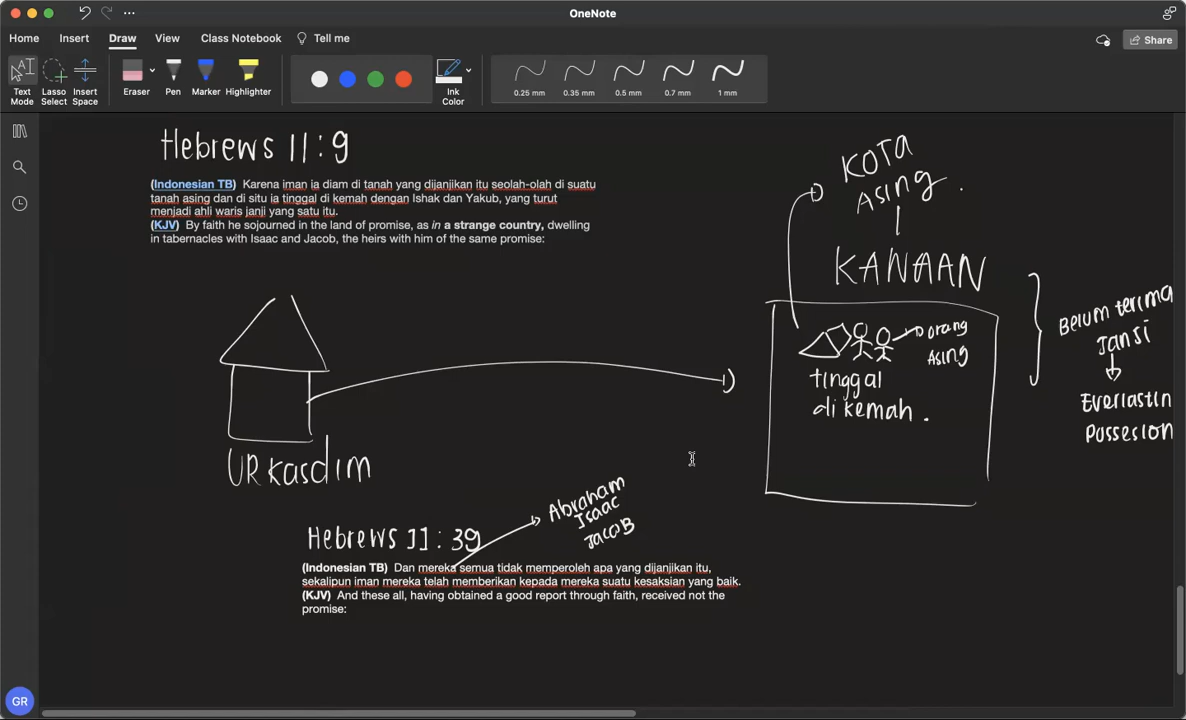 OneNote
Home Insert Draw View Class Notebook Tell me
Share
Text Mode
Lasso Select
Insert Space
Eraser
Pen
Marker
Highlighter
Ink Color
0.25 mm 0.35 mm 0.5 mm 0.7 mm 1 mm
Hebrews 11:9
(Indonesian TB) Karena iman ia diam di tanah yang dijanjikan itu seolah-olah di suatu
tanah asing dan di situ ia tinggal di kemah dengan Ishak dan Yakub, yang turut
menjadi ahli waris janji yang satu itu.
(KJV) By faith he sojourned in the land of promise, as in a strange country, dwelling
in tabernacles with Isaac and Jacob, the heirs with him of the same promise:
KOTA
Asing.
KANAAN
orang
Asing
tinggal
di kemah.
Belum terima
Janji
Everlastin
Possesion
UR kasdim
Abraham
Isaac
Jacob
Hebrews 11:39
(Indonesian TB) Dan mereka semua tidak memperoleh apa yang dijanjikan itu,
sekalipun iman mereka telah memberikan kepada mereka suatu kesaksian yang baik.
(KJV) And these all, having obtained a good report through faith, received not the
promise:
GR